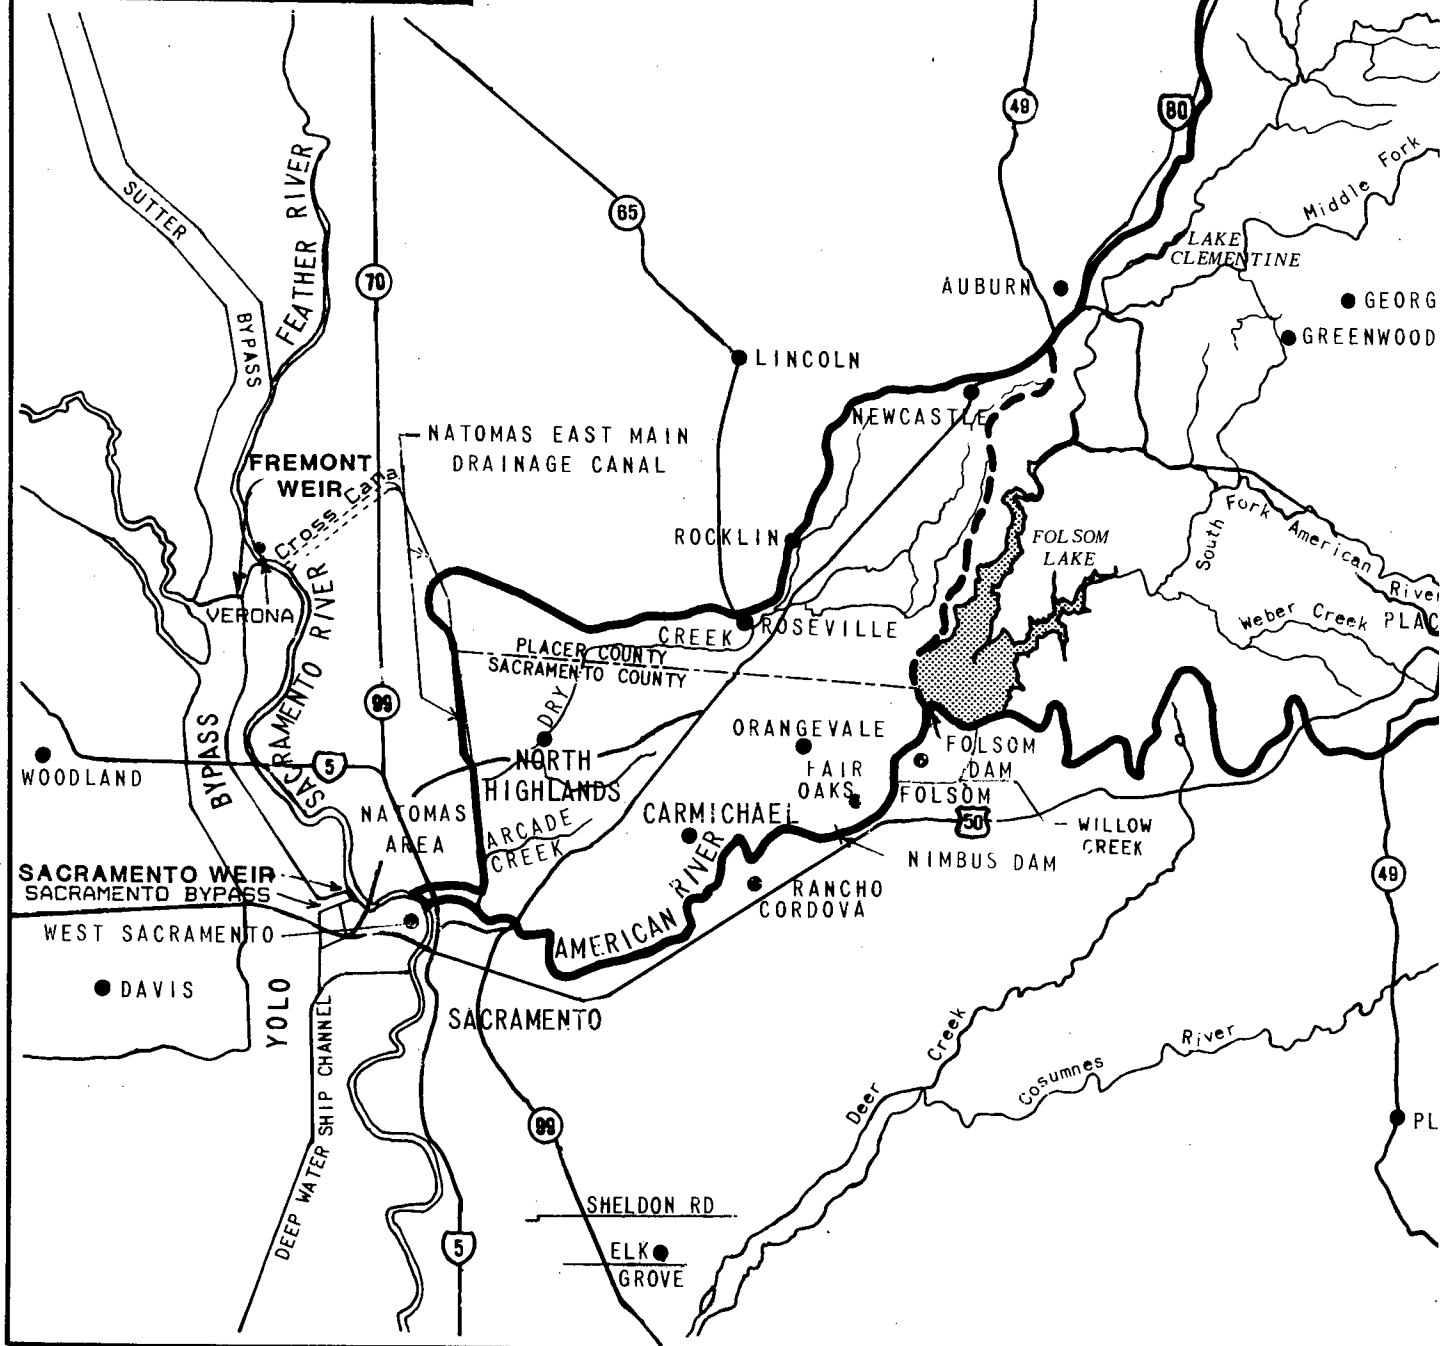 49
80
Middle Fork
SUTTER
BYPASS
FEATHER RIVER
65
70
LAKE
CLEMENTINE
AUBURN
GEORG
GREENWOOD
LINCOLN
NEWCASTLE
NATOMAS EAST MAIN
DRAINAGE CANAL
FREMONT
WEIR
Cross Cana
ROCKLIN
FOLSOM
LAKE
South Fork American River
Weber Creek
PLAC
VERONA
SACRAMENTO RIVER
CREEK
ROSEVILLE
PLACER COUNTY
SACRAMENTO COUNTY
DRY
99
ORANGEVALE
FOLSOM
DAM
WOODLAND
BYPASS
5
NORTH
HIGHLANDS
FAIR
OAKS
FOLSOM
NATOMAS
AREA
ARCADE
CREEK
CARMICHAEL
50
WILLOW
CREEK
NIMBUS DAM
SACRAMENTO WEIR
SACRAMENTO BYPASS
RANCHO
CORDOVA
49
WEST SACRAMENTO
AMERICAN RIVER
DAVIS
YOLO
SACRAMENTO
DEEP WATER SHIP CHANNEL
Deer Creek
Cosumnes River
99
PL
SHELDON RD
5
ELK
GROVE